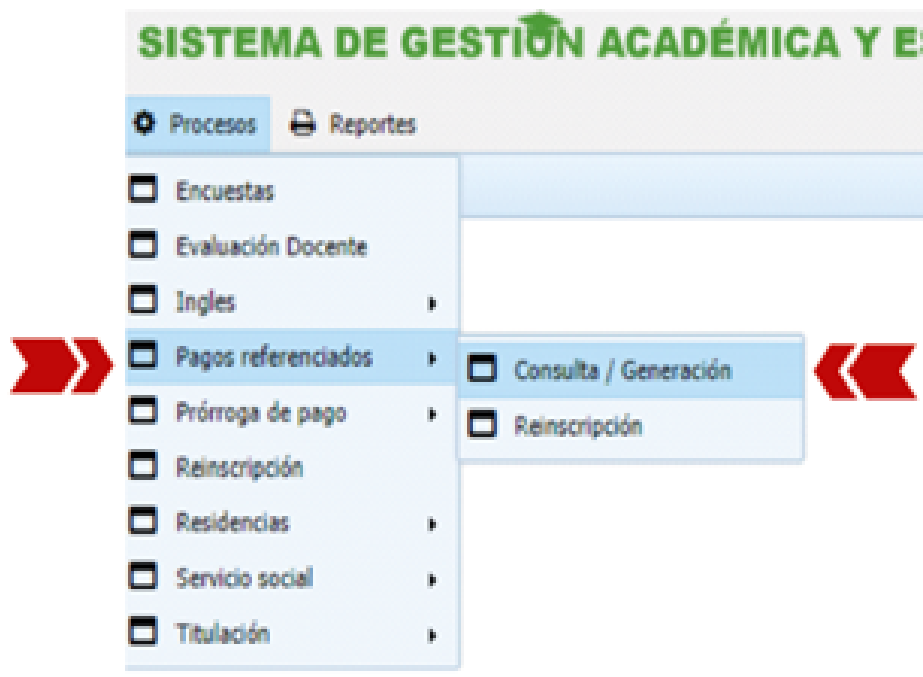 SISTEMA DE GESTIÓN ACADÉMICA Y
Procesos Reportes
Encuestas
Evaluación Docente
Ingles
Pagos referenciados
Consulta / Generación
Prórroga de pago
Reinscripción
Reinscripción
Residencias
Servicio social
Titulación